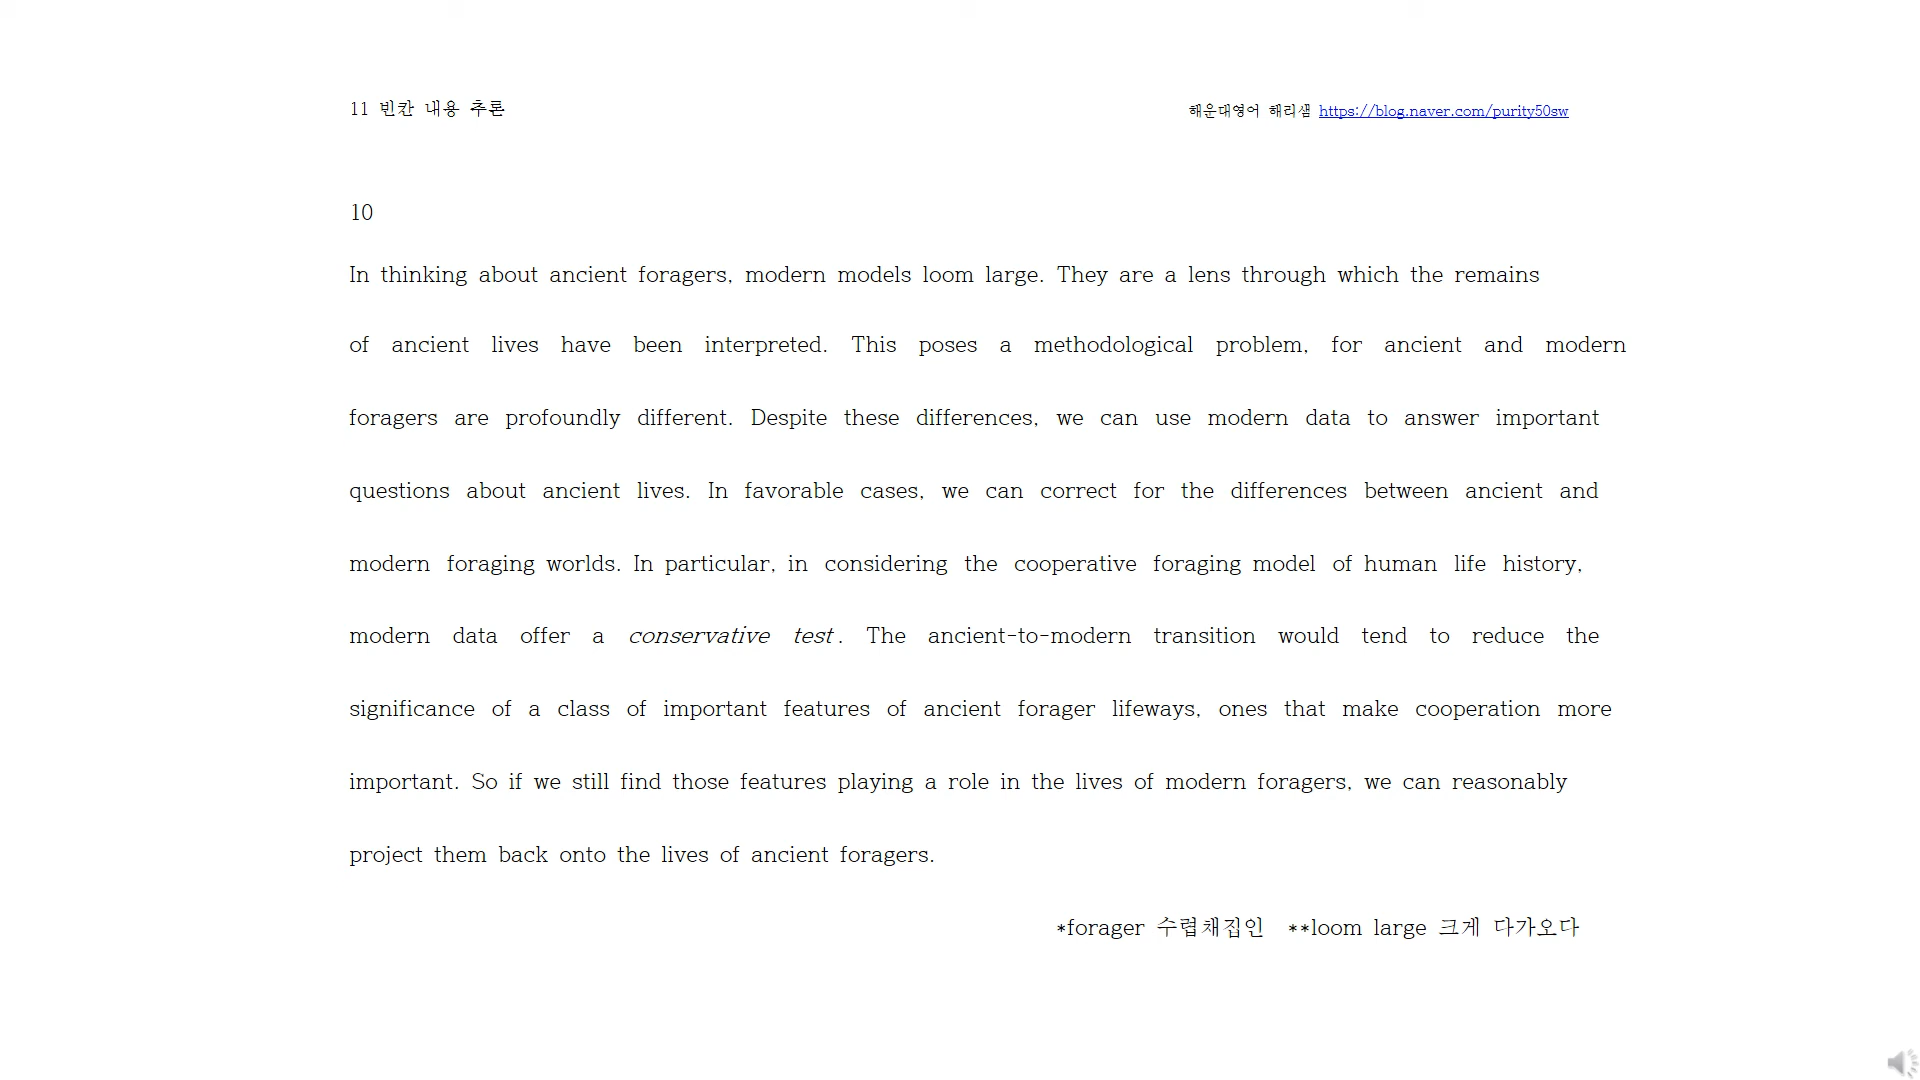 11 빈칸 내용 추론
해운대영어 해리샘 https://blog.naver.com/purity50sw
10
In thinking about ancient foragers, modern models loom large. They are a lens through which the remains
of ancient lives have been interpreted. This poses a methodological problem, for ancient and modern
foragers are profoundly different. Despite these differences, we can use modern data to answer important
questions about ancient lives. In favorable cases, we can correct for the differences between ancient and
modern foraging worlds. In particular, in considering the cooperative foraging model of human life history,
modern data offer a conservative test. The ancient-to-modern transition would tend to reduce the
significance of a class of important features of ancient forager lifeways, ones that make cooperation more
important. So if we still find those features playing a role in the lives of modern foragers, we can reasonably
project them back onto the lives of ancient foragers.
*forager 수렵채집인 **loom large 크게 다가오다